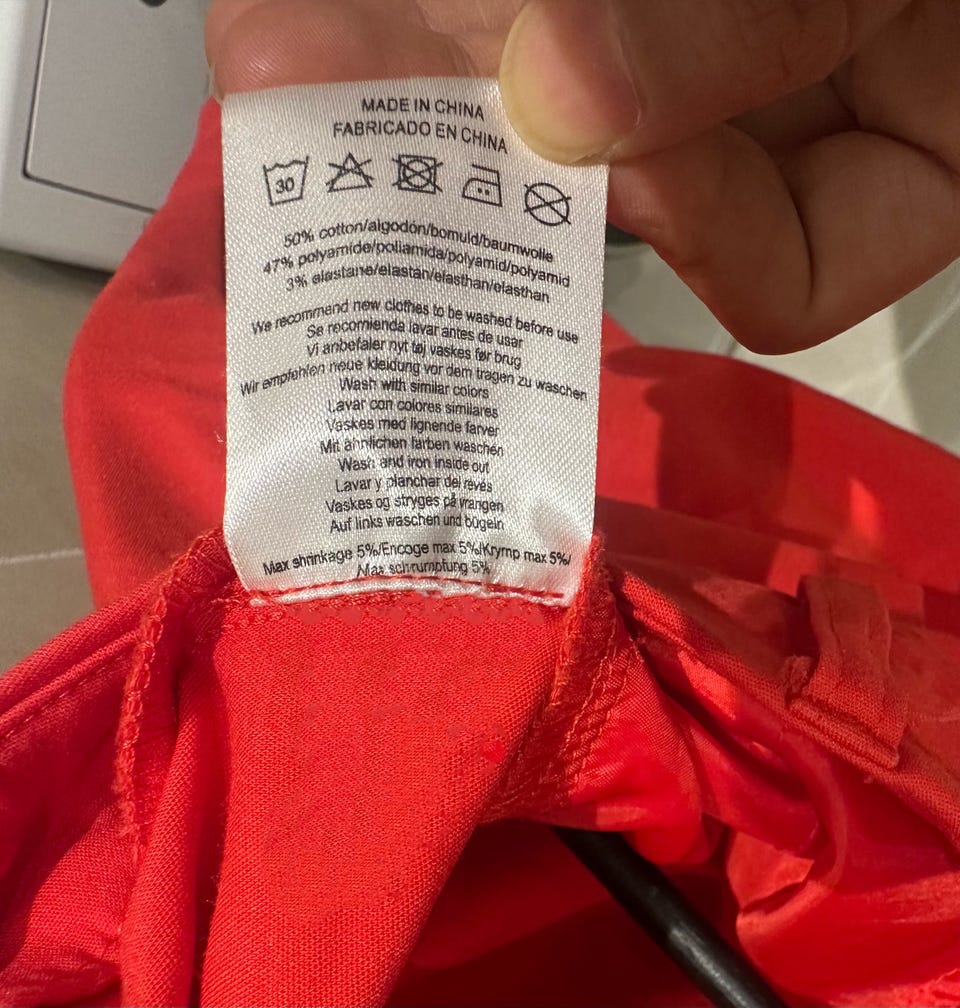 MADE IN CHINA
FABRICADO EN CHINA
30
50% cotton/algodón/bomuld/baumwolle
47% polyamide/poliamida/polyamid/polyamid
3% elastane/elastán/elasthan/elasthan
We recommend new clothes to be washed before use
Se recomienda lavar antes de usar
Vi anbefaler nyt tøj vaskes før brug
Wir empfehlen neue kleidung vor dem tragen zu waschen
Wash with similar colors
Lavar con colores similares
Vaskes med lignende farver
Mit ähnlichen farben waschen
Wash and iron inside out
Lavar y planchar del revés
Vaskes og stryges på vrangen
Auf links waschen und bügeln
Max shrinkage 5%/Encoge max 5%/Krymp max 5%/
Max schrumpfung 5%